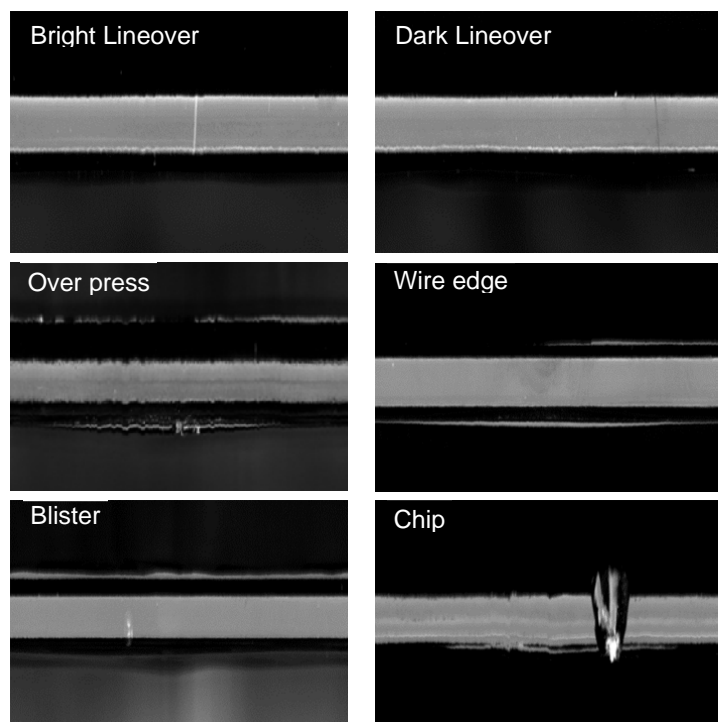 Bright Lineover
Dark Lineover
Over press
Wire edge
Blister
Chip